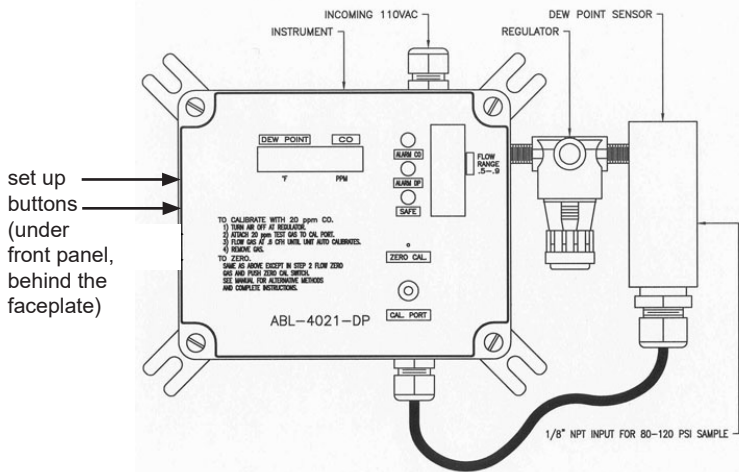 INCOMING 110VAC
INSTRUMENT
DEW POINT SENSOR
REGULATOR
DEW POINT
CO
°F
PPM
ALARM CO
ALARM DP
SAFE
FLOW
RANGE
.5-.9
set up
buttons
(under
front panel,
behind the
faceplate)
TO CALIBRATE WITH 20 ppm CO.
1) TURN AIR OFF AT REGULATOR.
2) ATTACH 20 ppm TEST GAS TO CAL PORT.
3) FLOW GAS AT .8 CFH UNTIL UNIT AUTO CALIBRATES.
4) REMOVE GAS.
TO ZERO.
SAME AS ABOVE EXCEPT IN STEP 2 FLOW ZERO
GAS AND PUSH ZERO CAL SWITCH.
SEE MANUAL FOR ALTERNATIVE METHODS
AND COMPLETE INSTRUCTIONS.
ZERO CAL.
CAL. PORT
ABL-4021-DP
1/8" NPT INPUT FOR 80-120 PSI SAMPLE